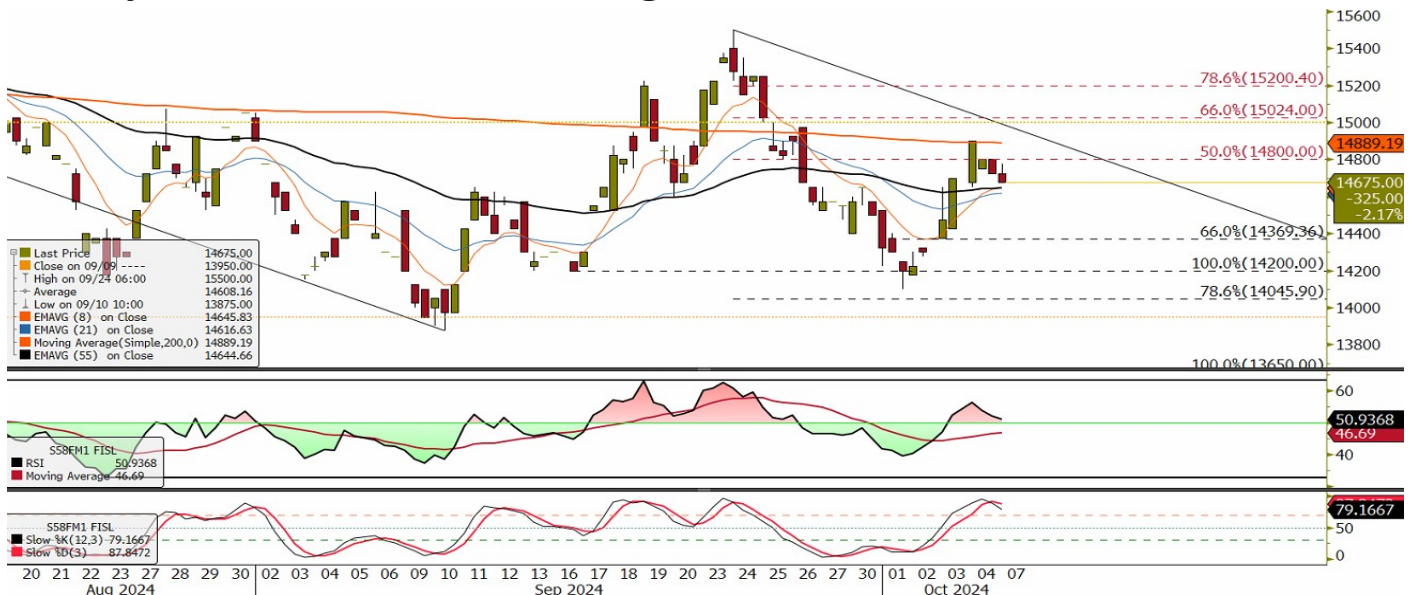 15600
15400
78.6%(15200.40)
15200
66.0%(15024.00)
15000
14889.19
50.0%(14800.00)
14800
14675.00
-325.00
-2.17%
66.0%(14369.36)
14400
100.0%(14200.00)
14200
78.6%(14045.90)
14000
13800
100.0%(13650.00)
Last Price 14675.00
Close on 09/09 ---- 13950.00
High on 09/24 06:00 15500.00
Average 14608.16
Low on 09/10 10:00 13875.00
EMAVG (8) on Close 14645.83
EMAVG (21) on Close 14616.63
Moving Average(Simple,200,0) 14889.19
EMAVG (55) on Close 14644.66
60
50.9368
46.69
40
S58FM1 FISL
RSI 50.9368
Moving Average 46.69
79.1667
50
0
S58FM1 FISL
Slow %K(12,3) 79.1667
Slow %D(3) 87.8472
20 21 22 23 27 28 29 30 02 03 04 05 06 09 10 11 12 13 16 17 18 19 20 23 24 25 26 27 30 01 02 03 04 07
Aug 2024 Sep 2024 Oct 2024